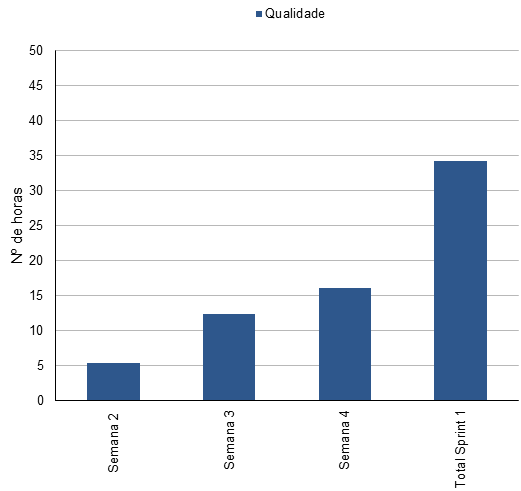 Qualidade
50
45
40
35
30
25
20
15
10
5
0
Nº de horas
Semana 2
Semana 3
Semana 4
Total Sprint 1